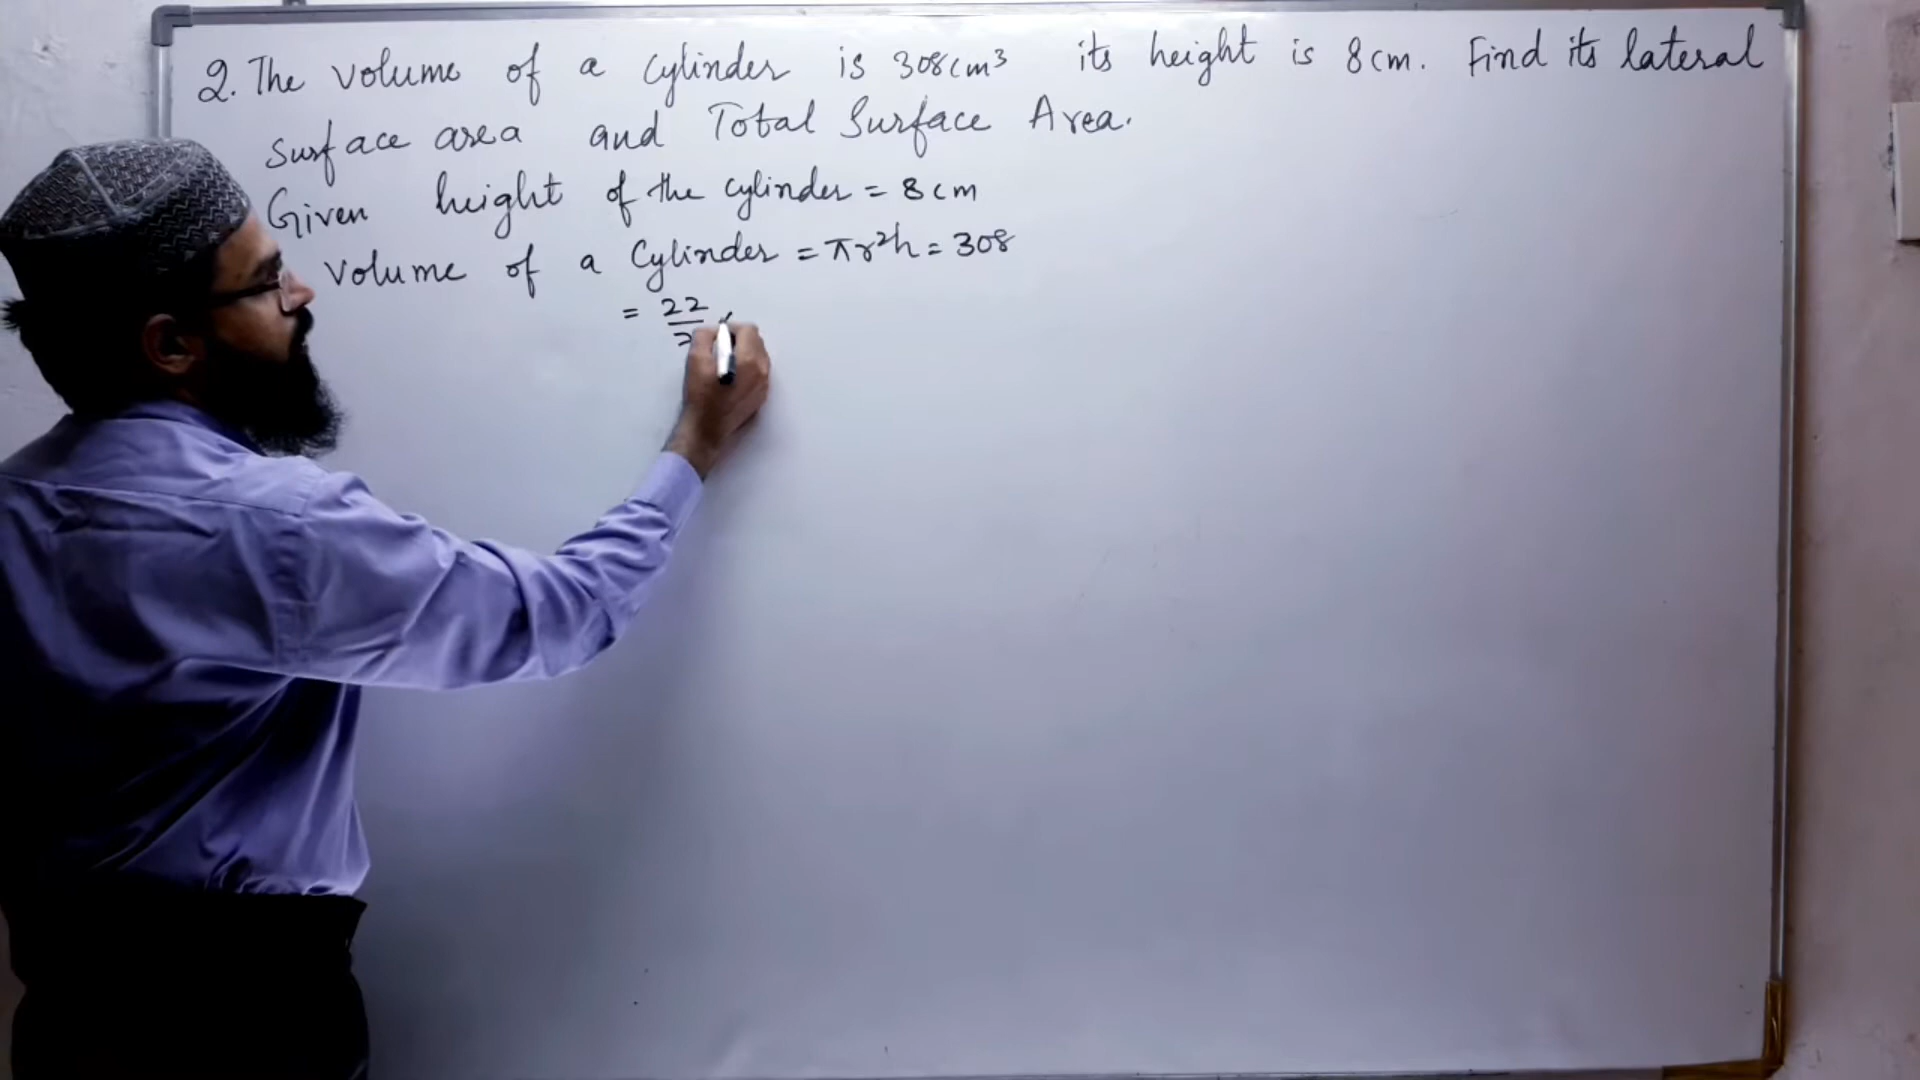 2. The volume of a cylinder is 308cm³ its height is 8cm. Find its lateral
surface area and Total Surface Area.
Given height of the cylinder = 8cm
volume of a Cylinder = πr²h = 308
= 22/7 ×